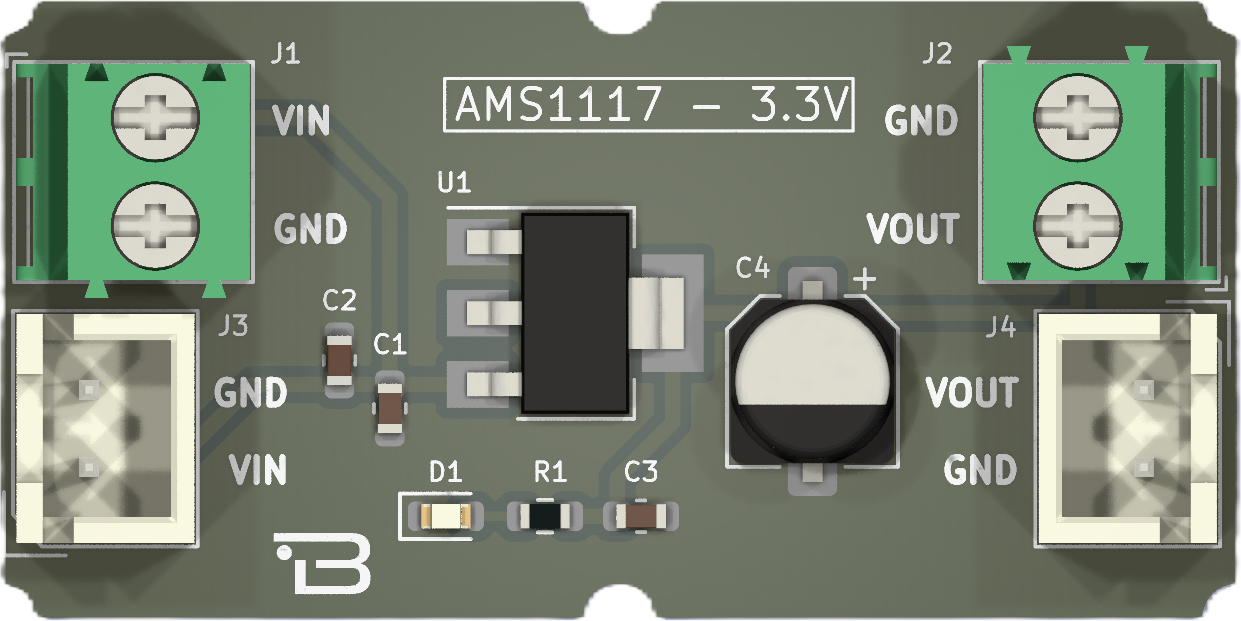 J1
J2
AMS1117 – 3.3V
VIN
GND
U1
GND
VOUT
C4
+
C2
J3
J4
C1
GND
VOUT
VIN
GND
D1
R1
C3
B